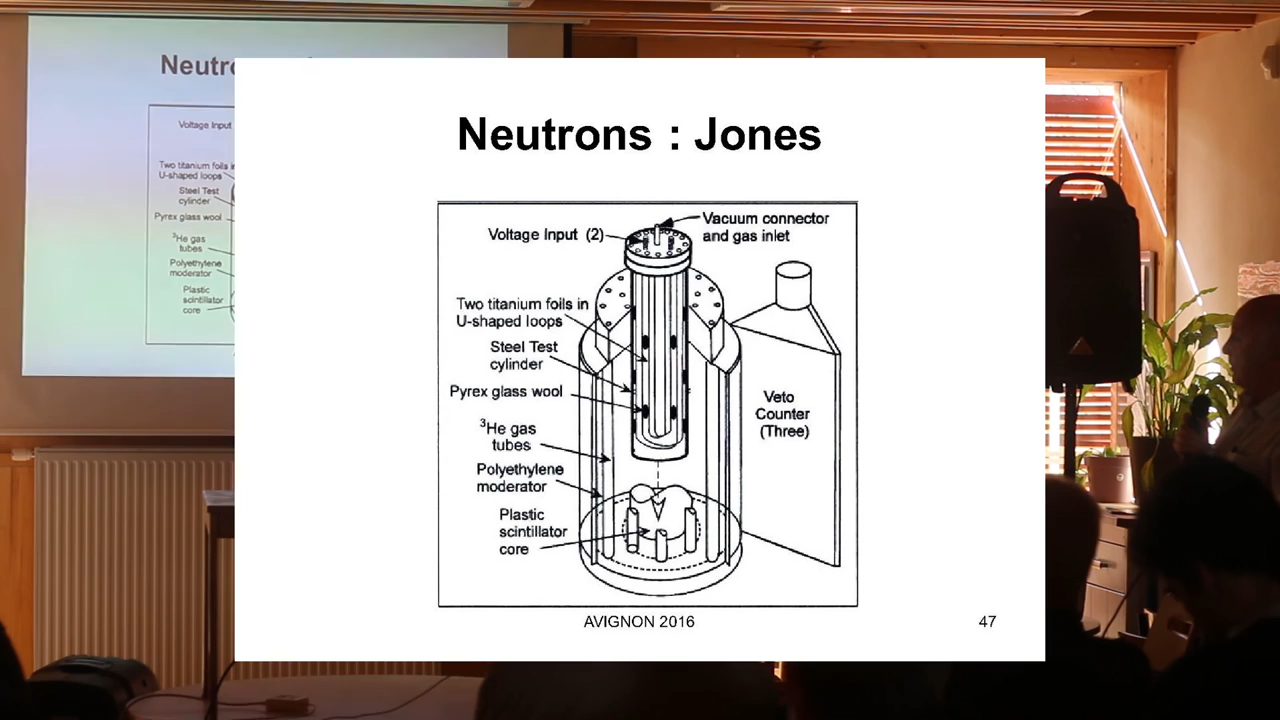 Neutr
Voltage Input
Two titanium foils in
U-shaped loops
Steel Test
cylinder
Pyrex glass wool
³He gas
tubes
Polyethylene
moderator
Plastic
scintillator
core
Neutrons : Jones
Vacuum connector
and gas inlet
Voltage Input (2)
Two titanium foils in
U-shaped loops
Steel Test
cylinder
Pyrex glass wool
³He gas
tubes
Polyethylene
moderator
Plastic
scintillator
core
Veto
Counter
(Three)
AVIGNON 2016
47